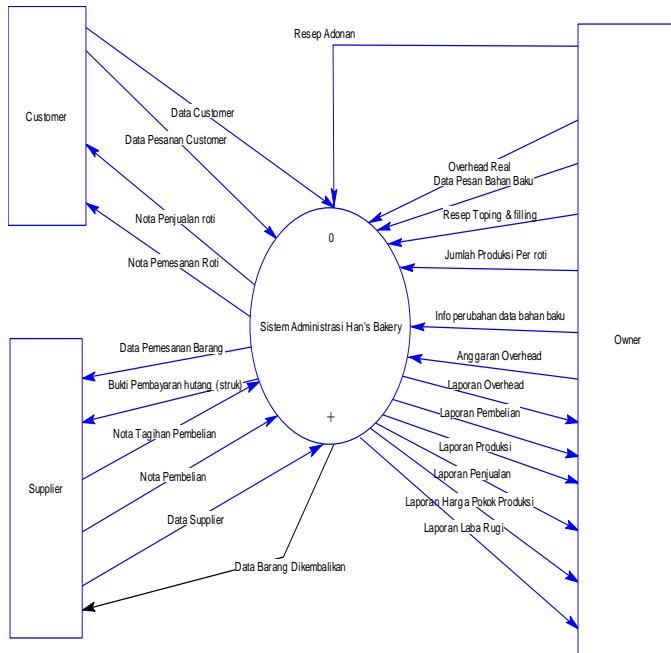 Resep Adonan
Customer
Data Customer
Data Pesanan Customer
Overhead Real
Data Pesan Bahan Baku
Nota Penjualan roti
Resep Toping & filling
0
Jumlah Produksi Per roti
Nota Pemesanan Roti
Info perubahan data bahan baku
Sistem Administrasi Han's Bakery
Owner
Data Pemesanan Barang
Anggaran Overhead
Bukti Pembayaran hutang (struk)
Laporan Overhead
Laporan Pembelian
+
Nota Tagihan Pembelian
Laporan Produksi
Nota Pembelian
Laporan Penjualan
Supplier
Laporan Harga Pokok Produksi
Data Supplier
Laporan Laba Rugi
Data Barang Dikembalikan